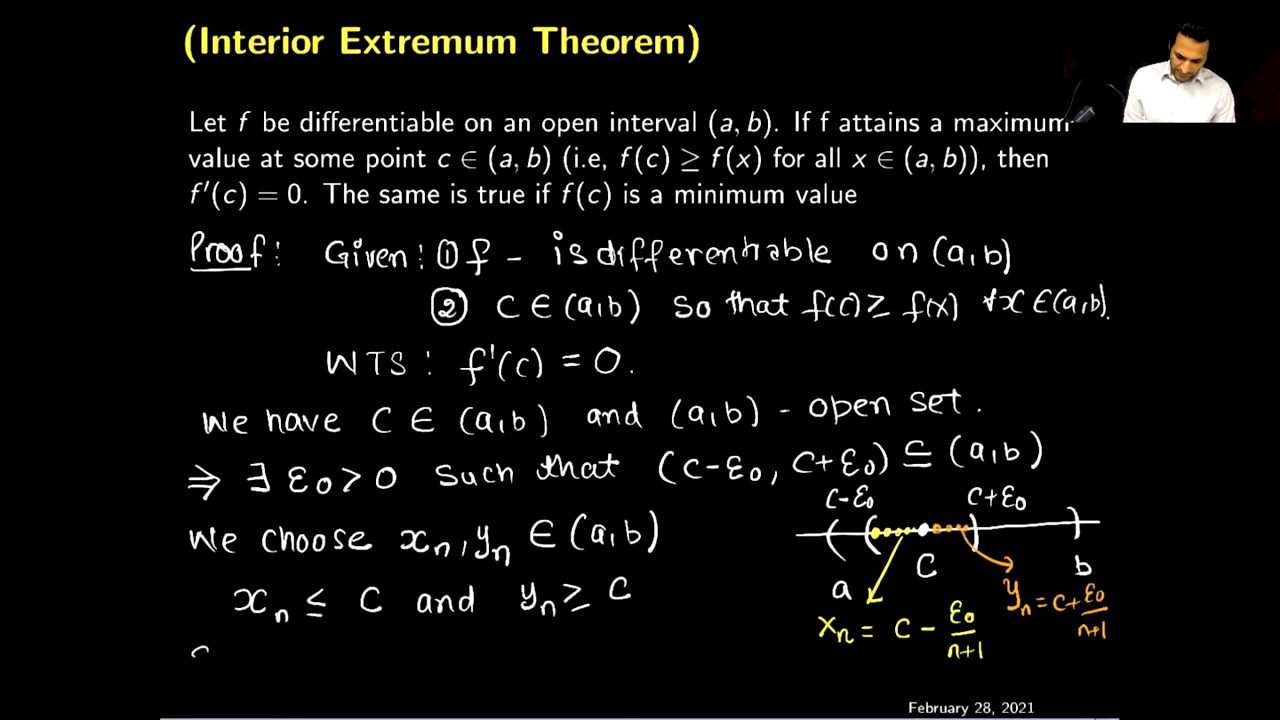 (Interior Extremum Theorem)
Let f be differentiable on an open interval (a, b). If f attains a maximum
value at some point c ∈ (a, b) (i.e, f(c) ≥ f(x) for all x ∈ (a, b)), then
f′(c) = 0. The same is true if f(c) is a minimum value
Proof: Given: ① f - is differentiable on (a,b)
② C ∈ (a,b) so that f(c) ≥ f(x) ∀x ∈ (a,b).
WTS: f'(c) = 0.
We have C ∈ (a,b) and (a,b) - open set.
⇒ ∃ ε₀ > 0 such that (c-ε₀, c+ε₀) ⊆ (a,b)
c-ε₀ c+ε₀
We choose xₙ, yₙ ∈ (a,b)
a C b
xₙ ≤ C and yₙ ≥ C
yₙ = c + ε₀/n+1
xₙ = c - ε₀/n+1
February 28, 2021